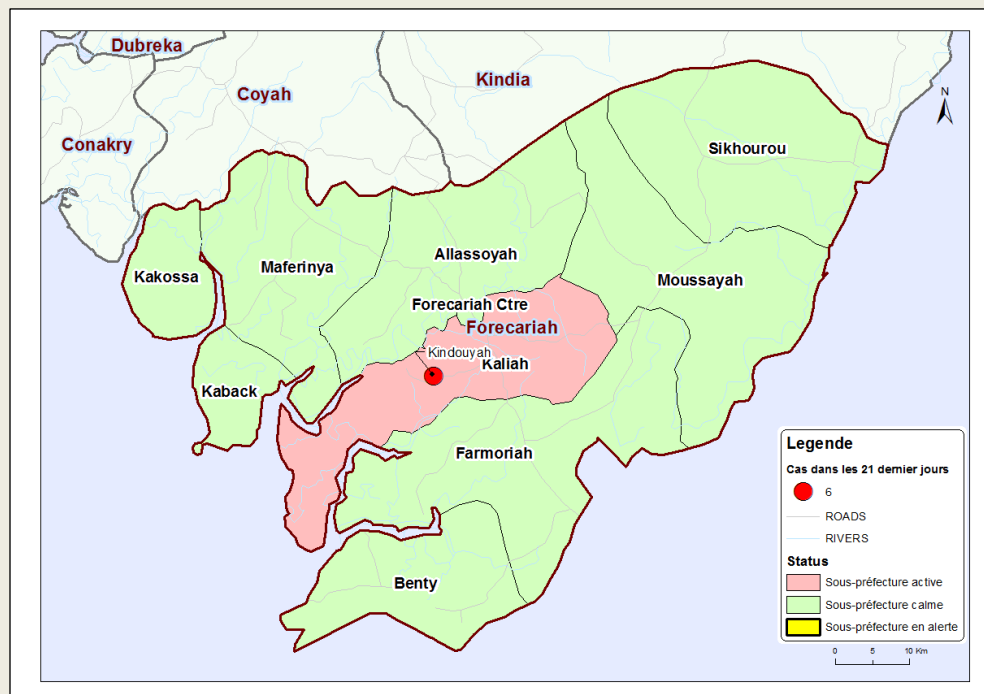 Dubreka
Coyah
Kindia
Conakry
N
Sikhourou
Allassoyah
Maferinya
Kakossa
Moussayah
Forecariah Ctre
Forecariah
Kindouyah
Kaliah
Kaback
Farmoriah
Benty
Legende
Cas dans les 21 dernier jours
6
ROADS
RIVERS
Status
Sous-préfecture active
Sous-préfecture calme
Sous-préfecture en alerte
0 5 10 Km